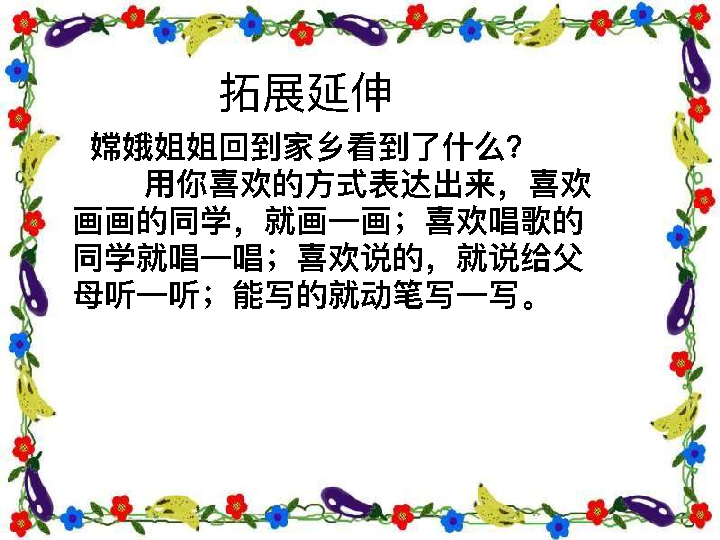 拓展延伸
嫦娥姐姐回到家乡看到了什么?
用你喜欢的方式表达出来，喜欢
画画的同学，就画一画；喜欢唱歌的
同学就唱一唱；喜欢说的，就说给父
母听一听；能写的就动笔写一写。